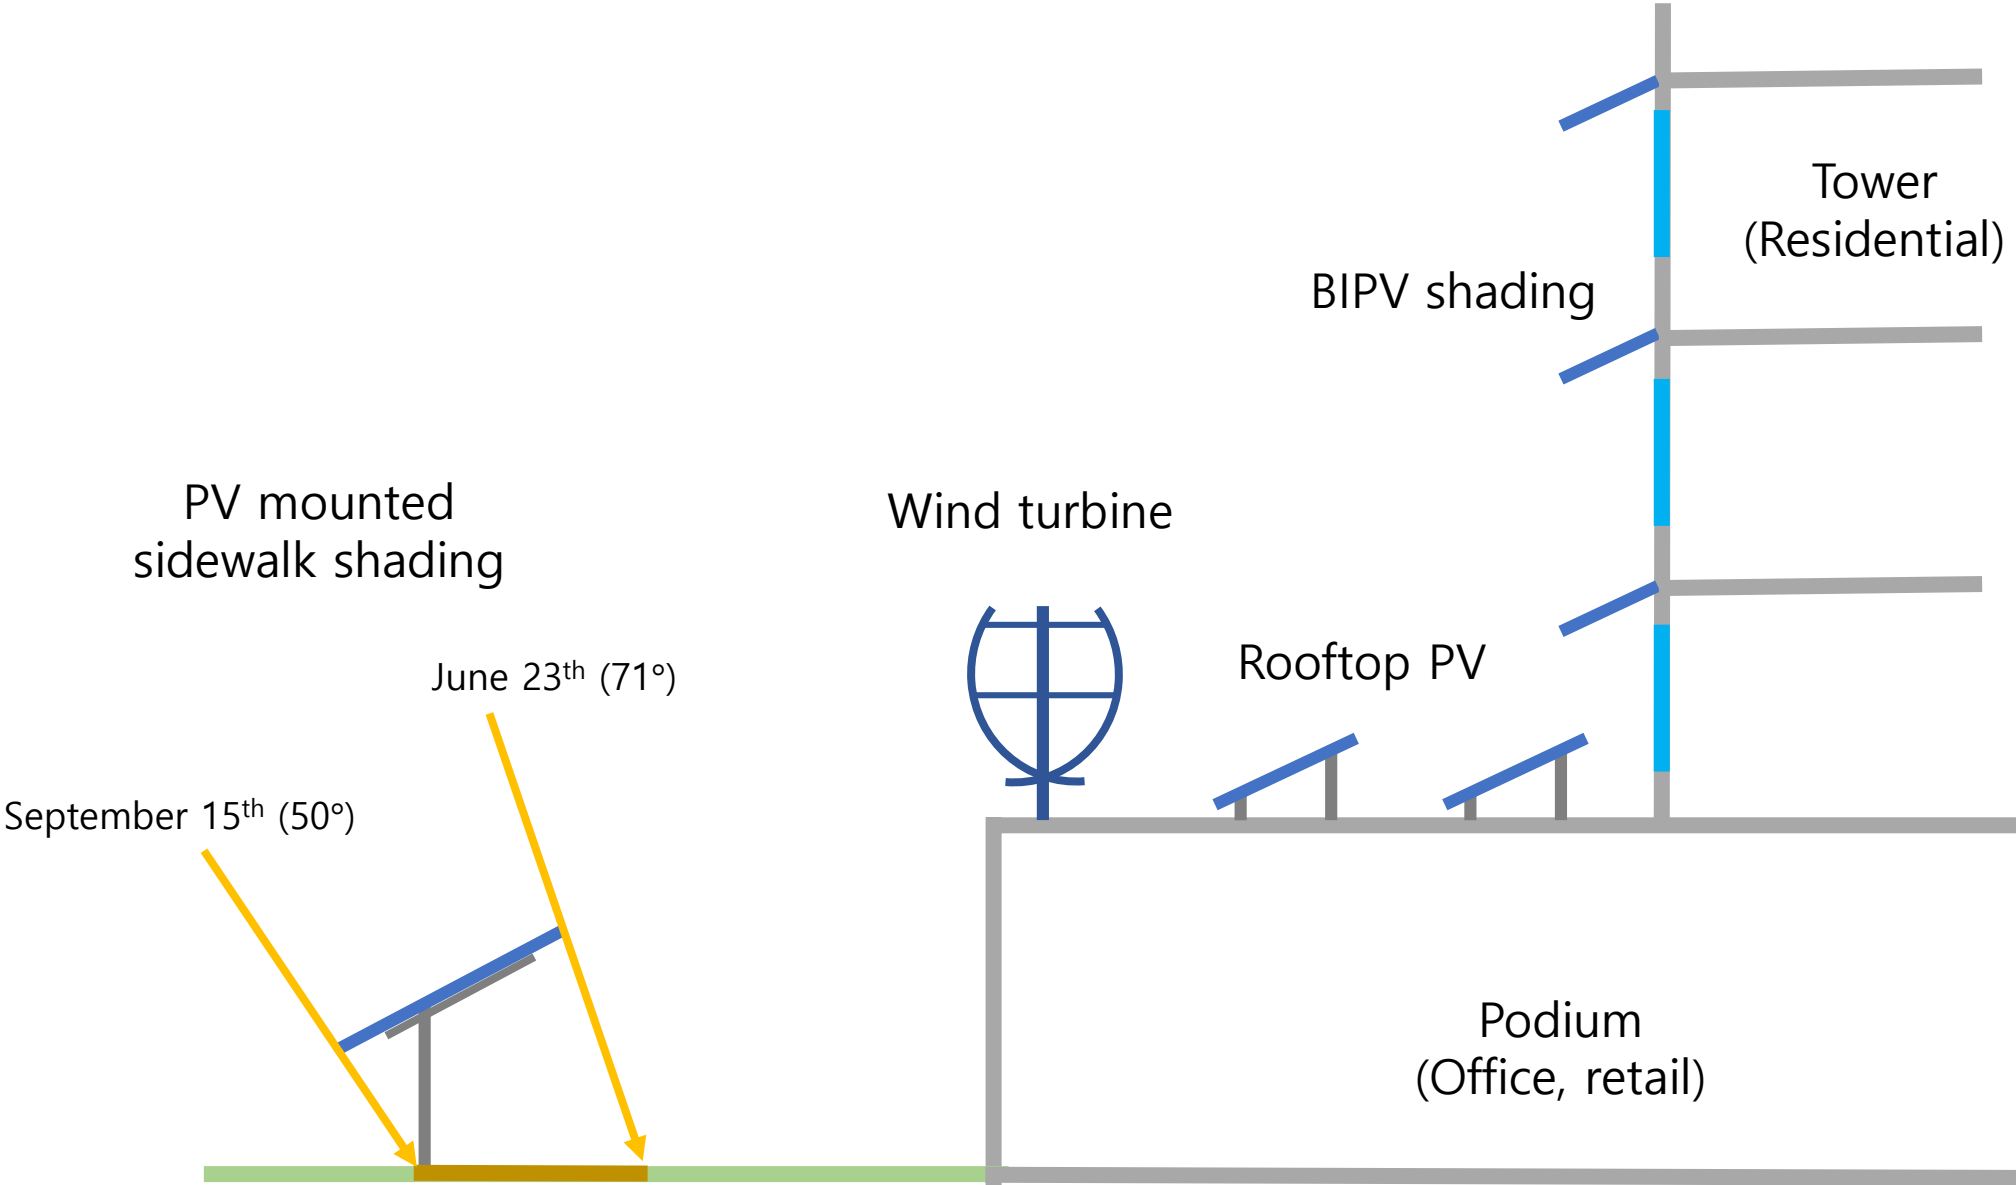 Tower
(Residential)
BIPV shading
PV mounted
sidewalk shading
Wind turbine
Rooftop PV
June 23th (71°)
September 15th (50°)
Podium
(Office, retail)